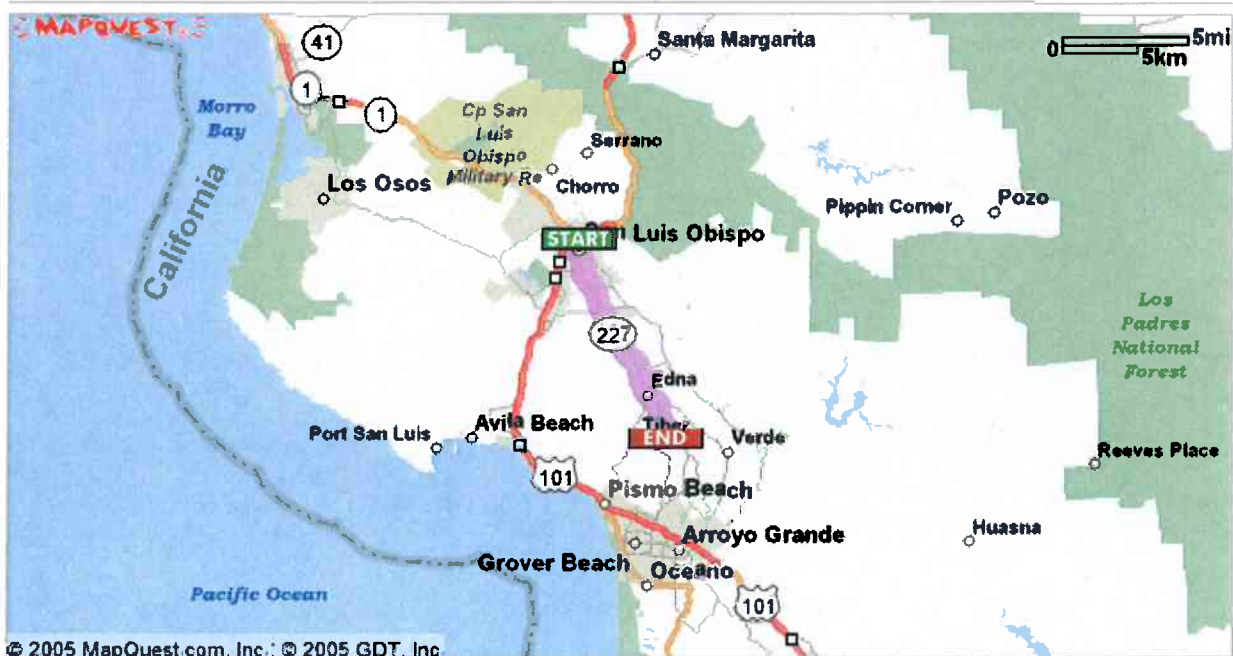 MAPQUEST.
41
Santa Margarita
0
5mi
5km
1
1
Morro
Bay
Cp San
Luis
Obispo
Military Re
Serrano
Chorro
Los Osos
California
Pippin Corner
Pozo
START
Luis Obispo
227
Los
Padres
National
Forest
Edna
END
Avila Beach
Port San Luis
Verde
Reeves Place
101
Pismo Beach
Arroyo Grande
Huasna
Grover Beach
Oceano
101
Pacific Ocean
© 2005 MapQuest.com, Inc.; © 2005 GDT, Inc.